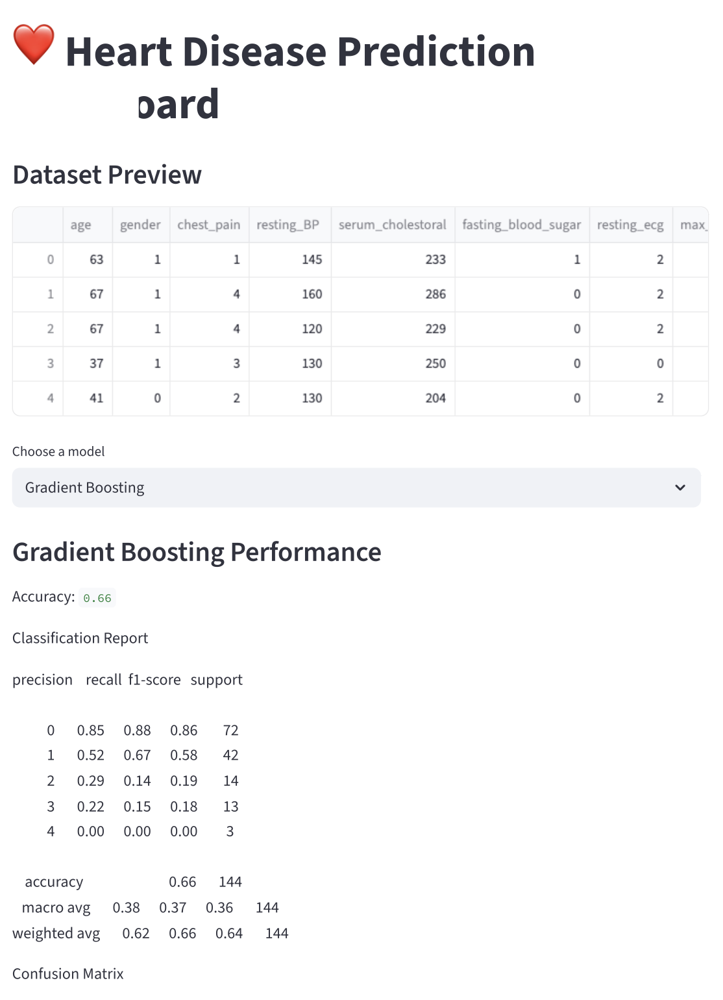 ❤️ Heart Disease Prediction
oard
Dataset Preview
age gender chest_pain resting_BP serum_cholestoral fasting_blood_sugar resting_ecg max_
0 63 1 1 145 233 1 2
1 67 1 4 160 286 0 2
2 67 1 4 120 229 0 2
3 37 1 3 130 250 0 0
4 41 0 2 130 204 0 2
Choose a model
Gradient Boosting
Gradient Boosting Performance
Accuracy: 0.66
Classification Report
precision recall f1-score support
0 0.85 0.88 0.86 72
1 0.52 0.67 0.58 42
2 0.29 0.14 0.19 14
3 0.22 0.15 0.18 13
4 0.00 0.00 0.00 3
accuracy 0.66 144
macro avg 0.38 0.37 0.36 144
weighted avg 0.62 0.66 0.64 144
Confusion Matrix